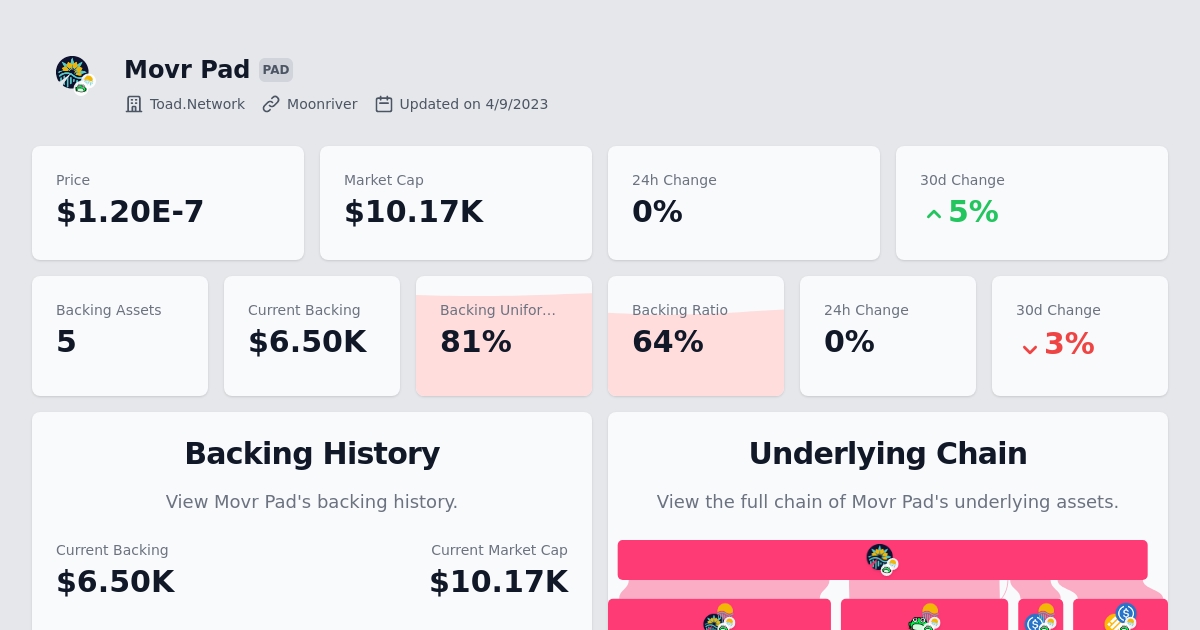 Movr Pad PAD
Toad.Network Moonriver Updated on 4/9/2023
Price Market Cap 24h Change 30d Change
$1.20E-7 $10.17K 0% 5%
Backing Assets Current Backing Backing Unifor... Backing Ratio 24h Change 30d Change
5 $6.50K 81% 64% 0% 3%
Backing History
View Movr Pad's backing history.
Current Backing Current Market Cap
$6.50K $10.17K
Underlying Chain
View the full chain of Movr Pad's underlying assets.